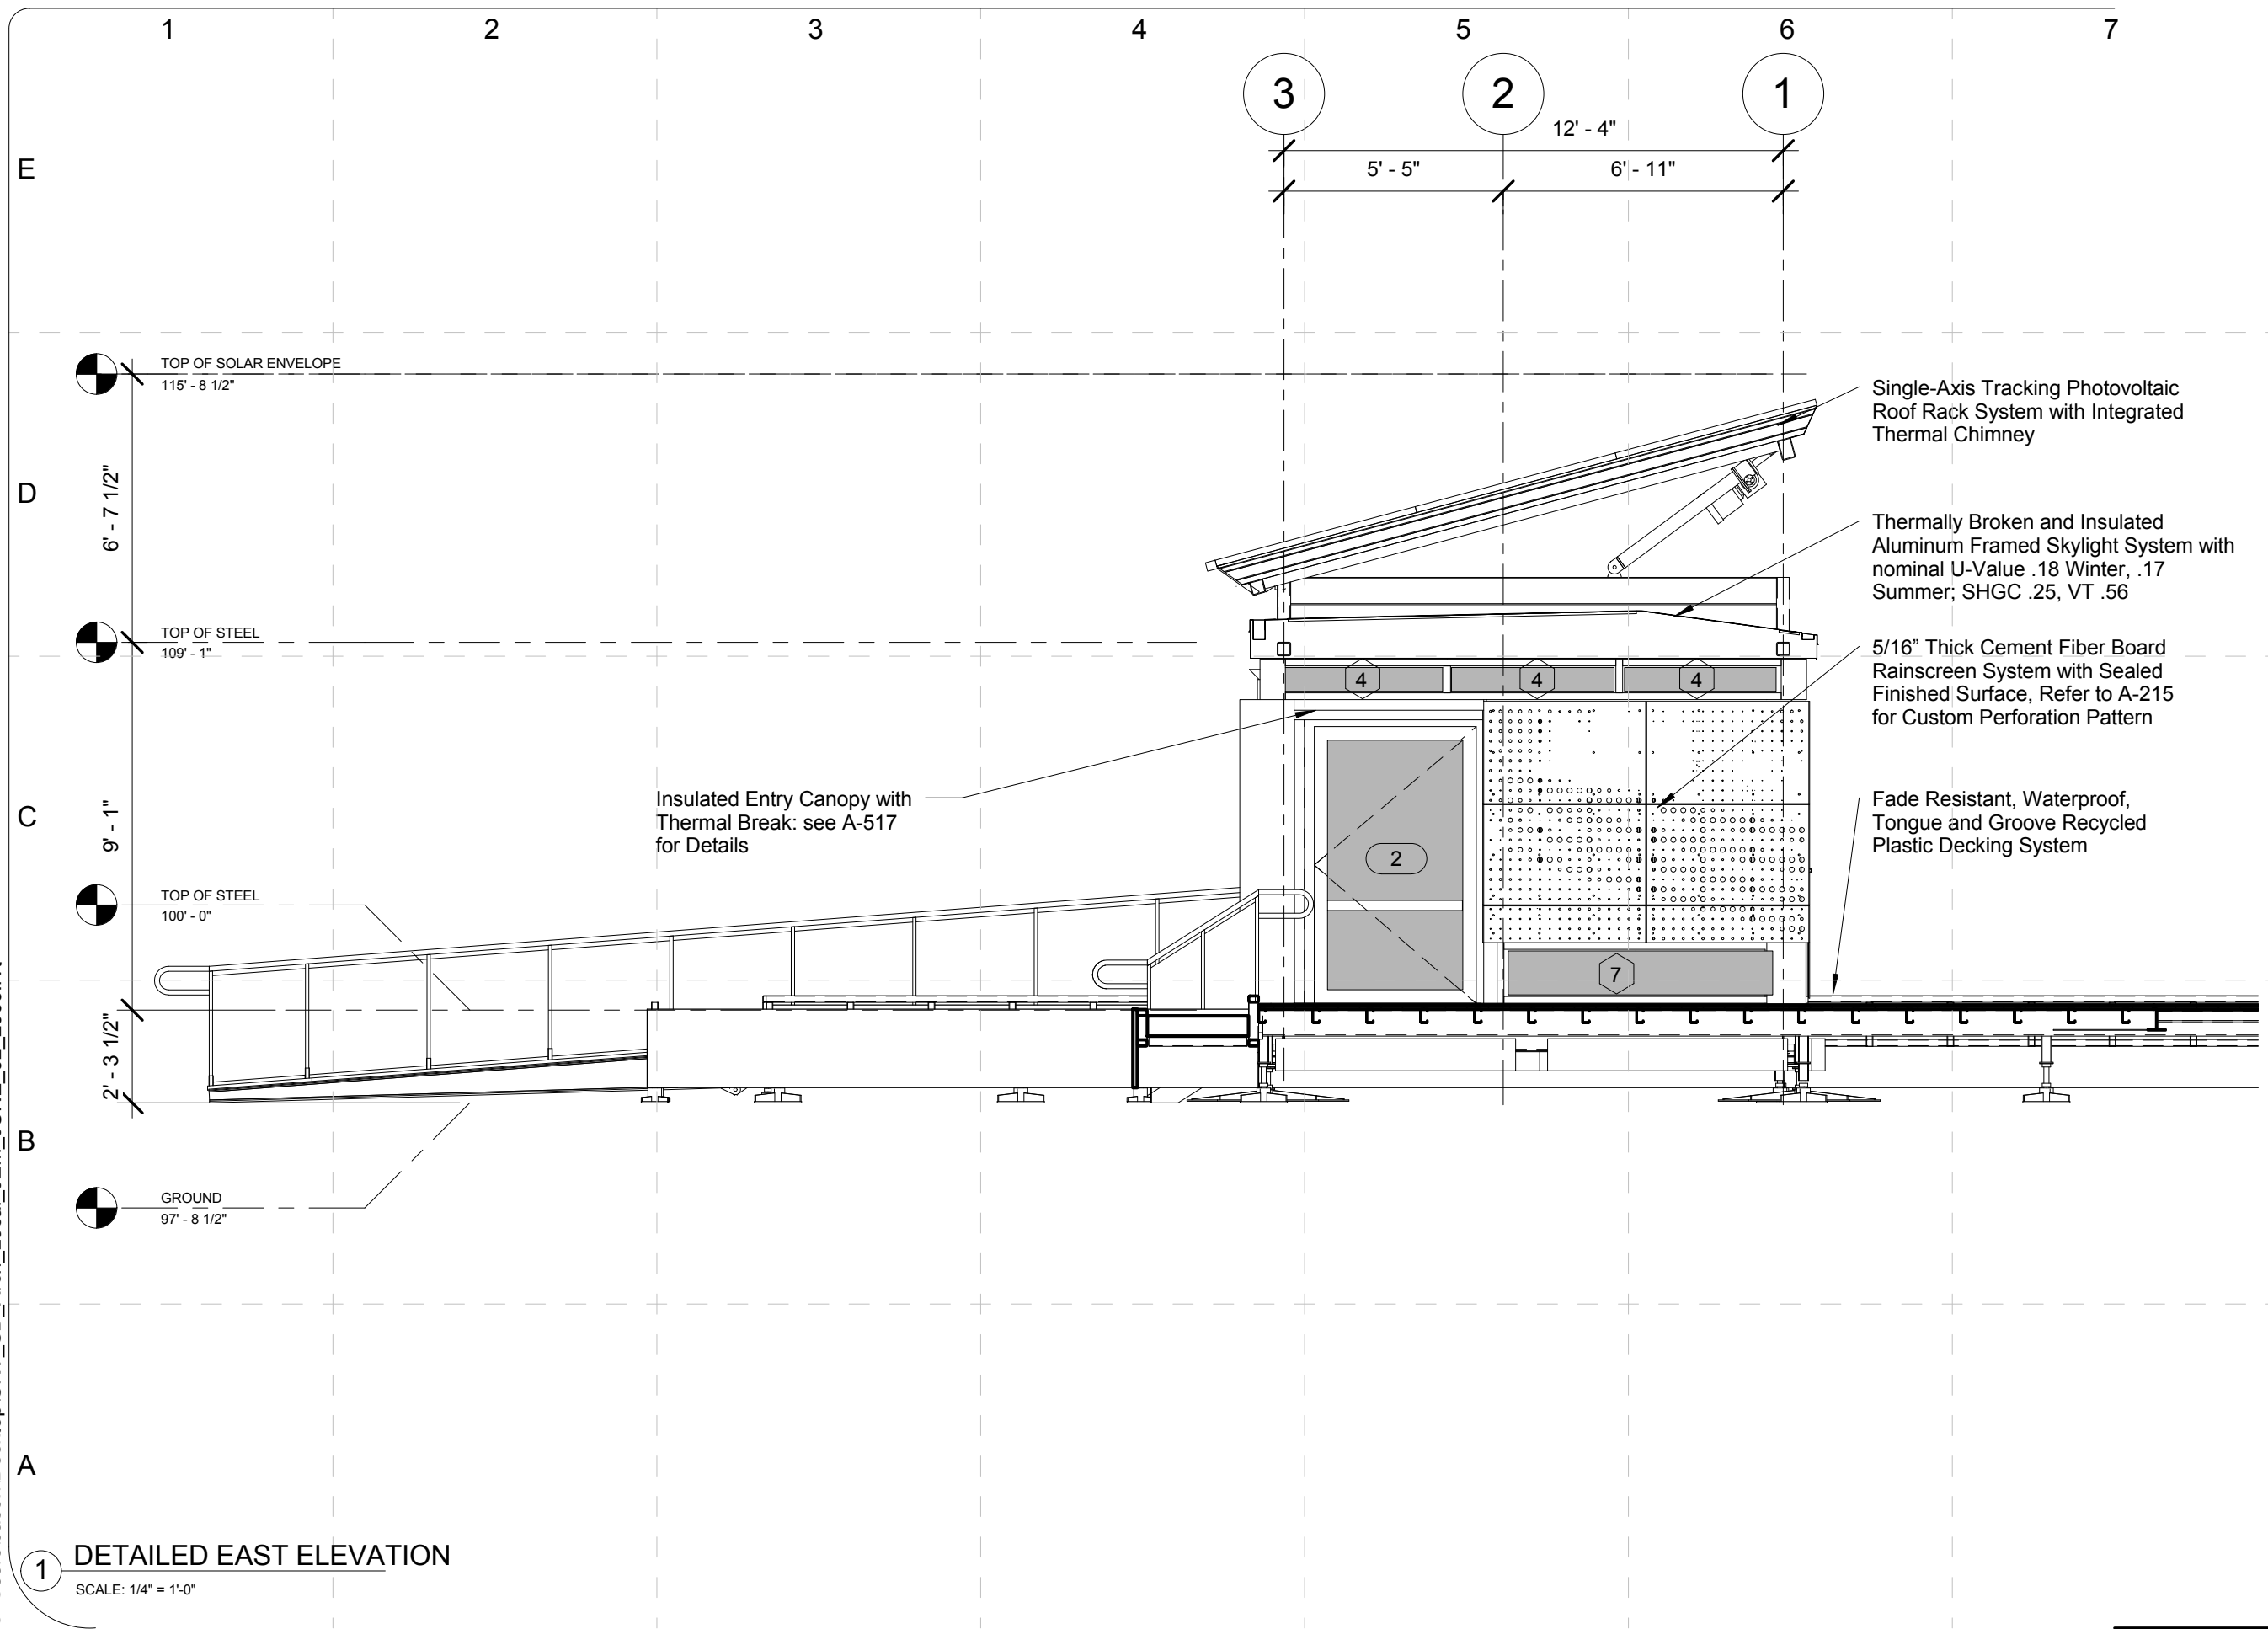 1 2 3 4 5 6 7
3 2 1
12' - 4"
E
5' - 5" 6' - 11"
TOP OF SOLAR ENVELOPE
115' - 8 1/2"
Single-Axis Tracking Photovoltaic
Roof Rack System with Integrated
Thermal Chimney
D
6' - 7 1/2"
Thermally Broken and Insulated
Aluminum Framed Skylight System with
nominal U-Value .18 Winter, .17
Summer; SHGC .25, VT .56
TOP OF STEEL
109' - 1"
5/16” Thick Cement Fiber Board
Rainscreen System with Sealed
Finished Surface, Refer to A-215
for Custom Perforation Pattern
4 4 4
Insulated Entry Canopy with
Thermal Break: see A-517
for Details
Fade Resistant, Waterproof,
Tongue and Groove Recycled
Plastic Decking System
C
9' - 1"
2
TOP OF STEEL
100' - 0"
7
2' - 3 1/2"
B
GROUND
97' - 8 1/2"
A
1 DETAILED EAST ELEVATION
SCALE: 1/4" = 1'-0"